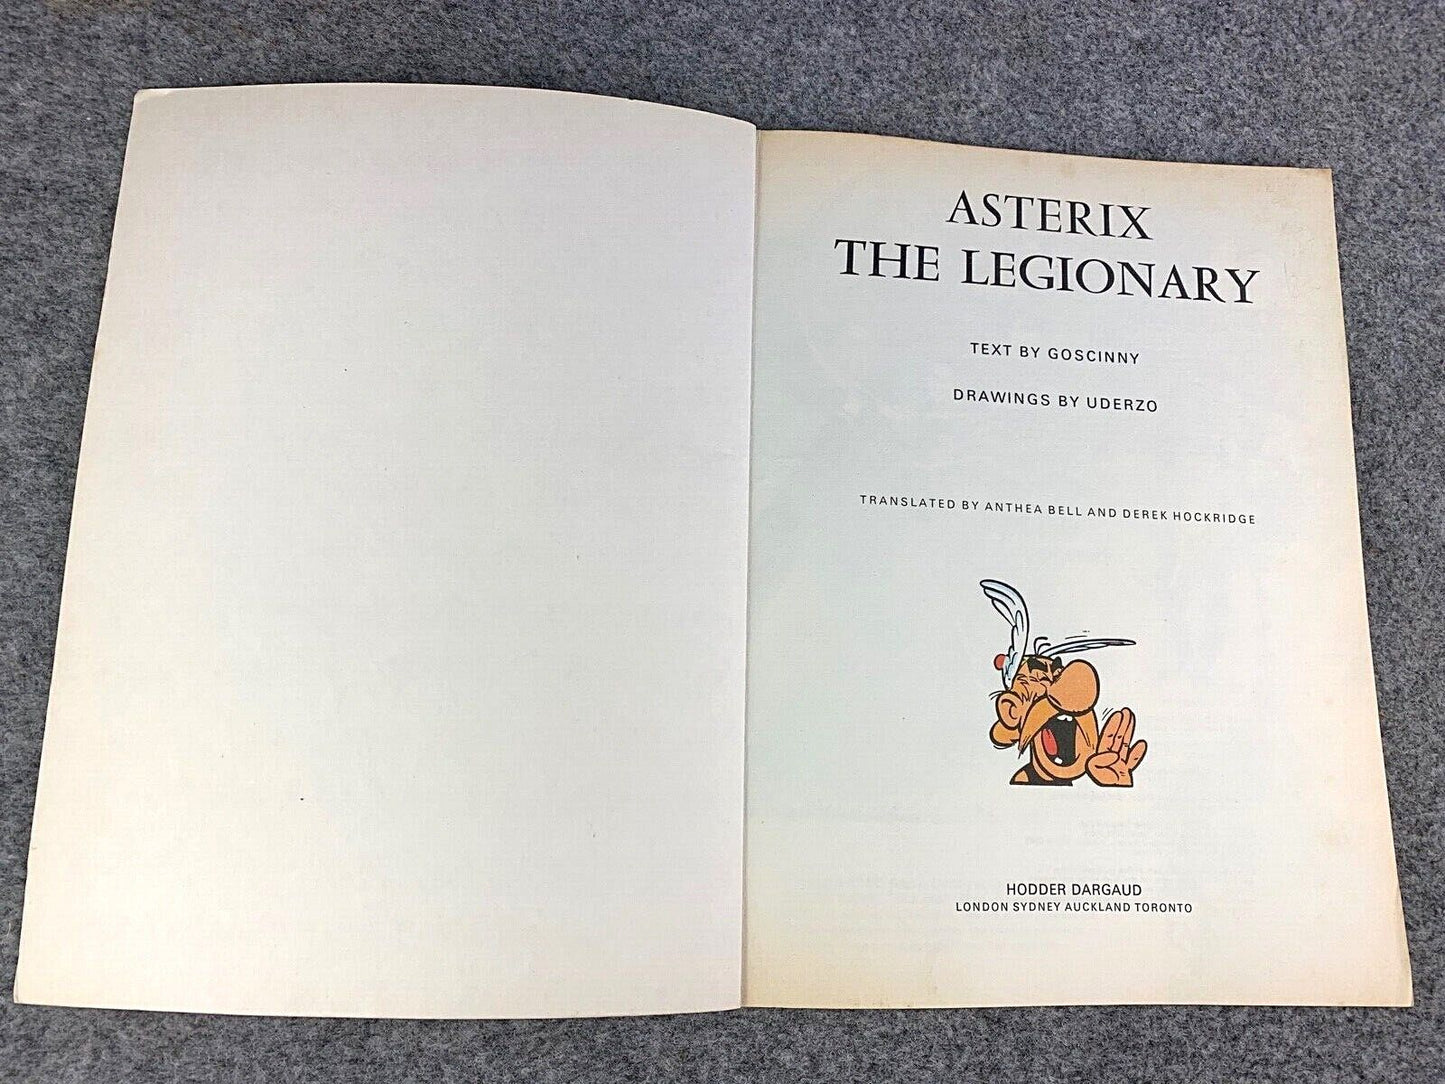 ASTERIX
THE LEGIONARY
TEXT BY GOSCINNY
DRAWINGS BY UDERZO
TRANSLATED BY ANTHEA BELL AND DEREK HOCKRIDGE
HODDER DARGAUD
LONDON SYDNEY AUCKLAND TORONTO